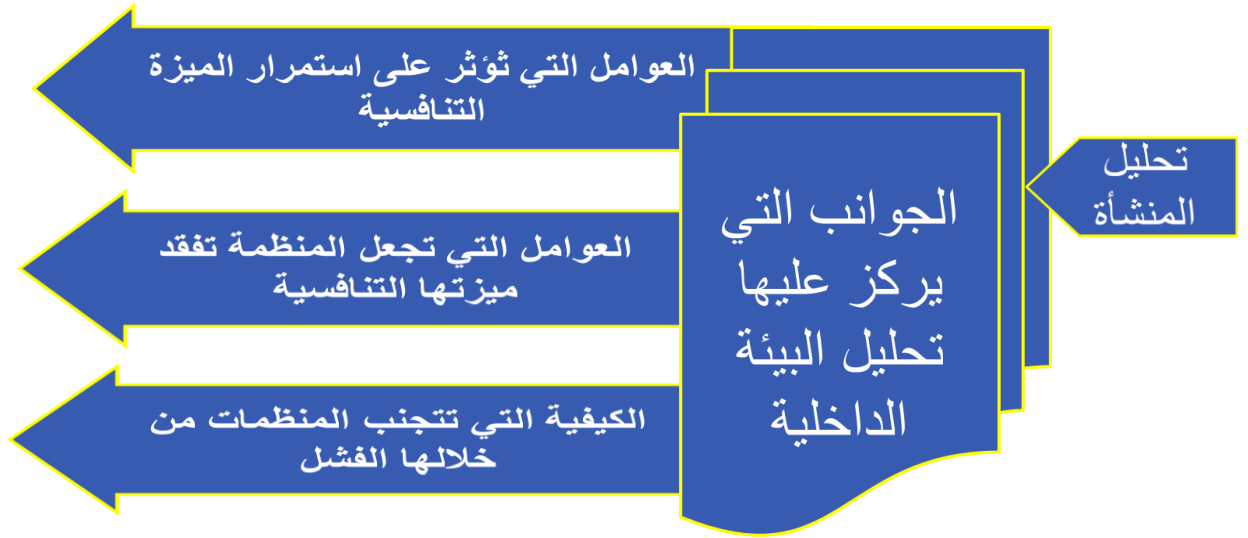 تحليل
المنشأة
الجوانب التي
يركز عليها
تحليل البيئة
الداخلية
العوامل التي ثؤثر على استمرار الميزة
التنافسية
العوامل التي تجعل المنظمة تفقد
ميزتها التنافسية
الكيفية التي تتجنب المنظمات من
خلالها الفشل